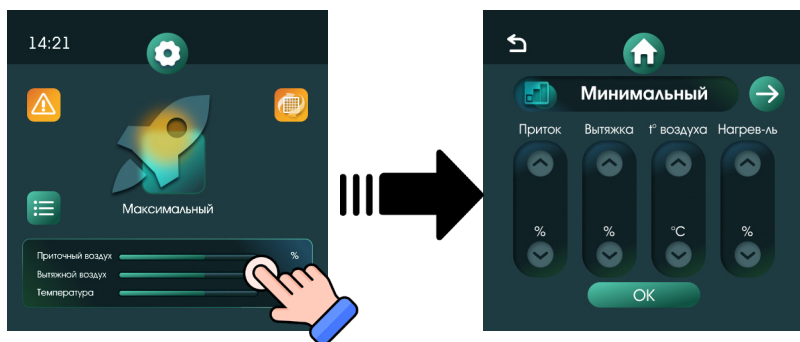 14:21
Максимальный
Приточный воздух %
Вытяжной воздух
Температура
Минимальный
Приток Вытяжка t° воздуха Нагрев-ль
% % °C %
OK